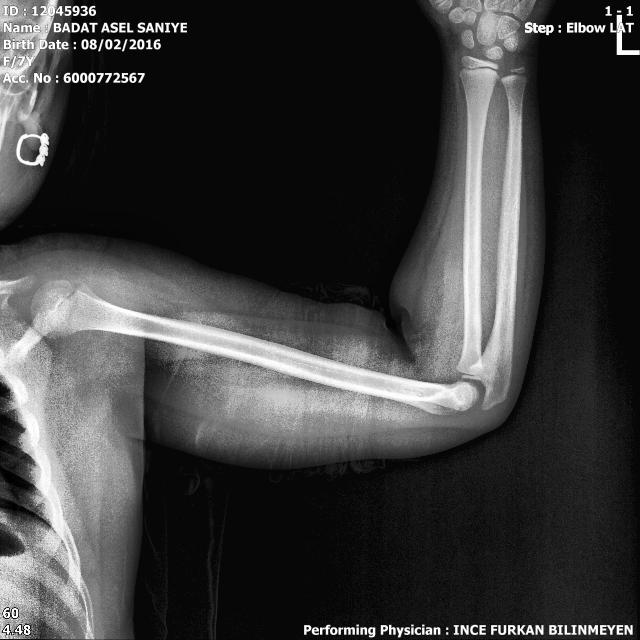 ID : 12045936
Name : BADAT ASEL SANIYE
Birth Date : 08/02/2016
F/7Y
Acc. No : 6000772567
1 - 1
Step : Elbow LAT
L
60
4.48
Performing Physician : INCE FURKAN BILINMEYEN